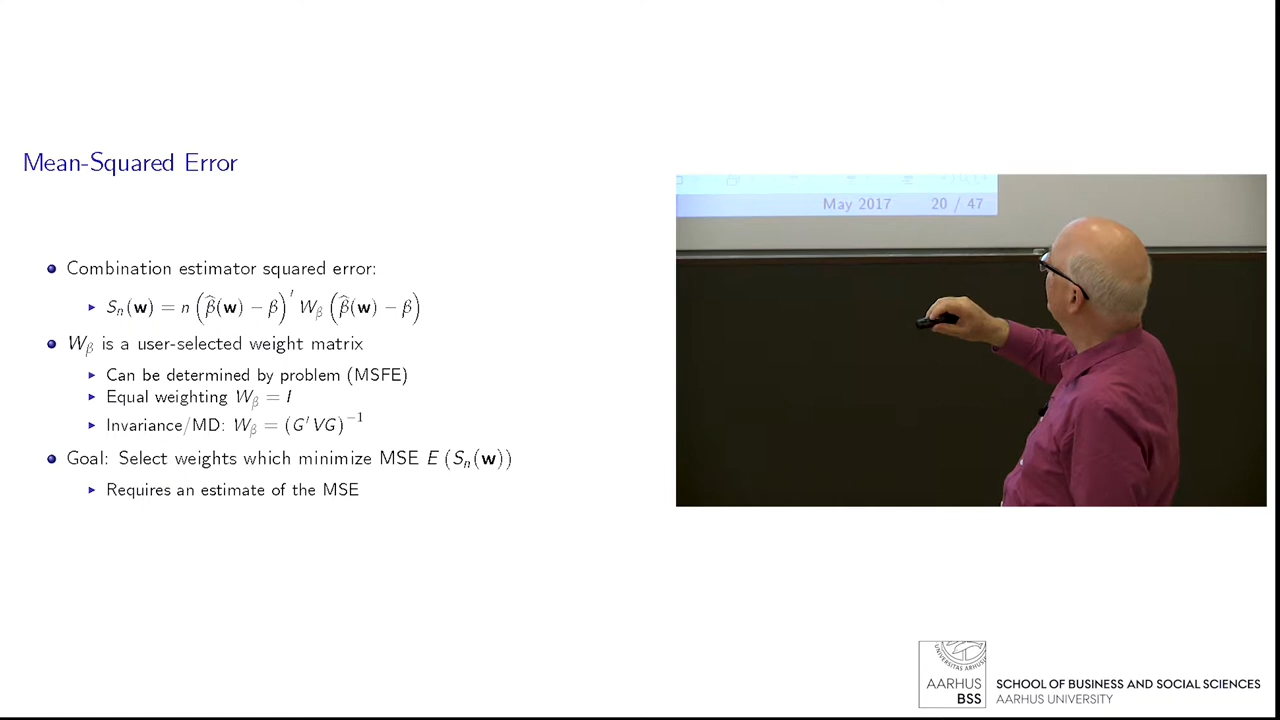 Mean-Squared Error
Combination estimator squared error:
Sₙ(w) = n (β̂(w) − β)′ W_β (β̂(w) − β)
W_β is a user-selected weight matrix
Can be determined by problem (MSFE)
Equal weighting W_β = I
Invariance/MD: W_β = (G′VG)⁻¹
Goal: Select weights which minimize MSE E (Sₙ(w))
Requires an estimate of the MSE
May 2017 20 / 47
AARHUS
BSS
SCHOOL OF BUSINESS AND SOCIAL SCIENCES
AARHUS UNIVERSITY